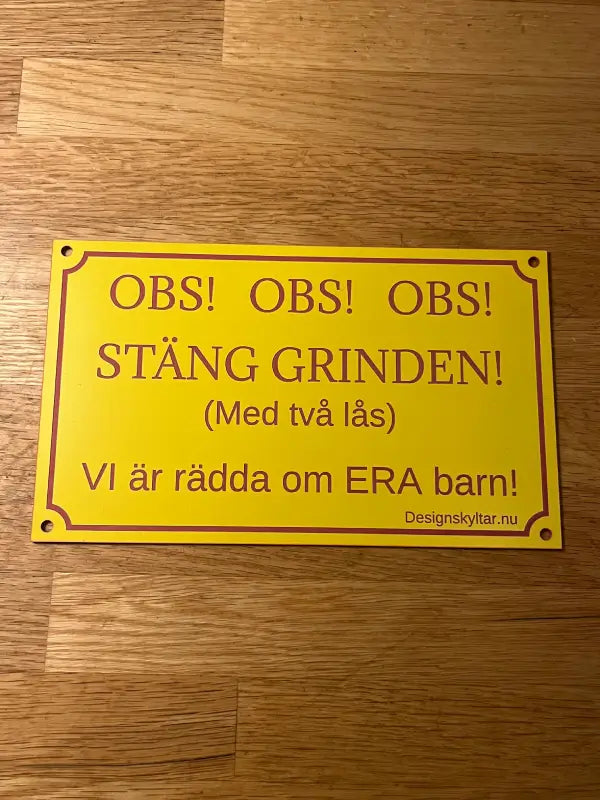 OBS! OBS! OBS!
STÄNG GRINDEN!
(Med två lås)
VI är rädda om ERA barn!
Designskyltar.nu